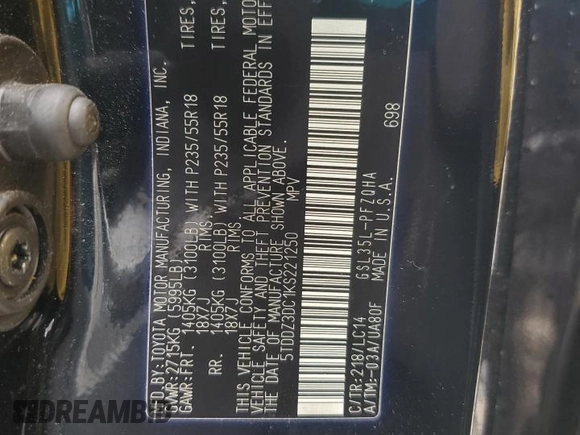 FD BY: TOYOTA MOTOR MANUFACTURING, INDIANA, INC.
GVWR: 2715KG (5995LB)
GAWR:FRT. 1405KG (3100LB) WITH P235/55R18 TIRES,
18X7J RIMS,
RR. 1405KG (3100LB) WITH P235/55R18 TIRES,
18X7J RIMS
THIS VEHICLE CONFORMS TO ALL APPLICABLE FEDERAL MOTOR
VEHICLE SAFETY AND THEFT PREVENTION STANDARDS IN EFF
ON THE DATE OF MANUFACTURE SHOWN ABOVE.
5TDDZ3DC1KS221250 MPV
698
C/TR:218/LC14 GSL35L-PFZQHA
A/TM:-03A/UA80F MADE IN U.S.A.
DREAMBID